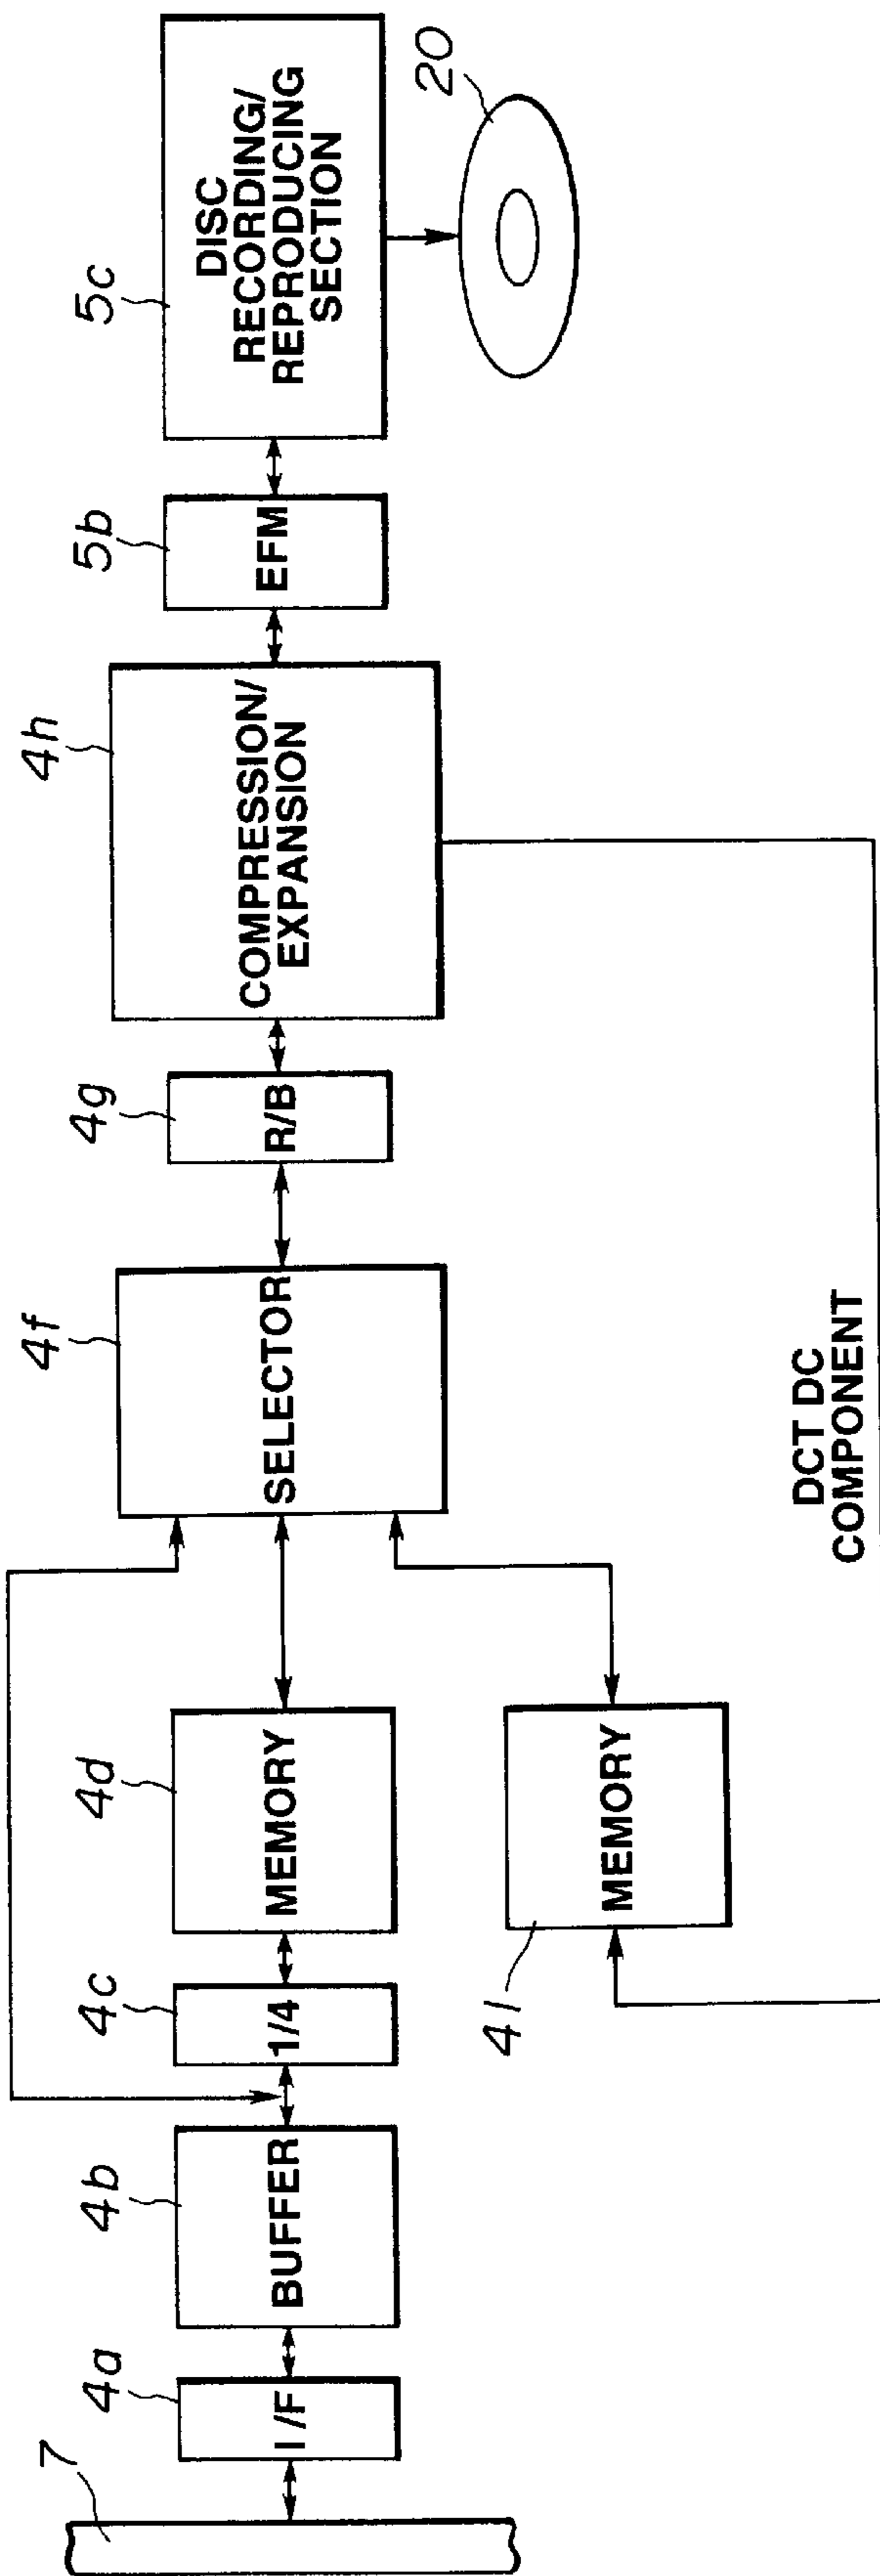 7
4a
I/F
4b
BUFFER
4c
1/4
4d
MEMORY
41
MEMORY
4f
SELECTOR
4g
R/B
4h
COMPRESSION/
EXPANSION
DCT DC
COMPONENT
5b
EFM
5c
DISC
RECORDING/
REPRODUCING
SECTION
20